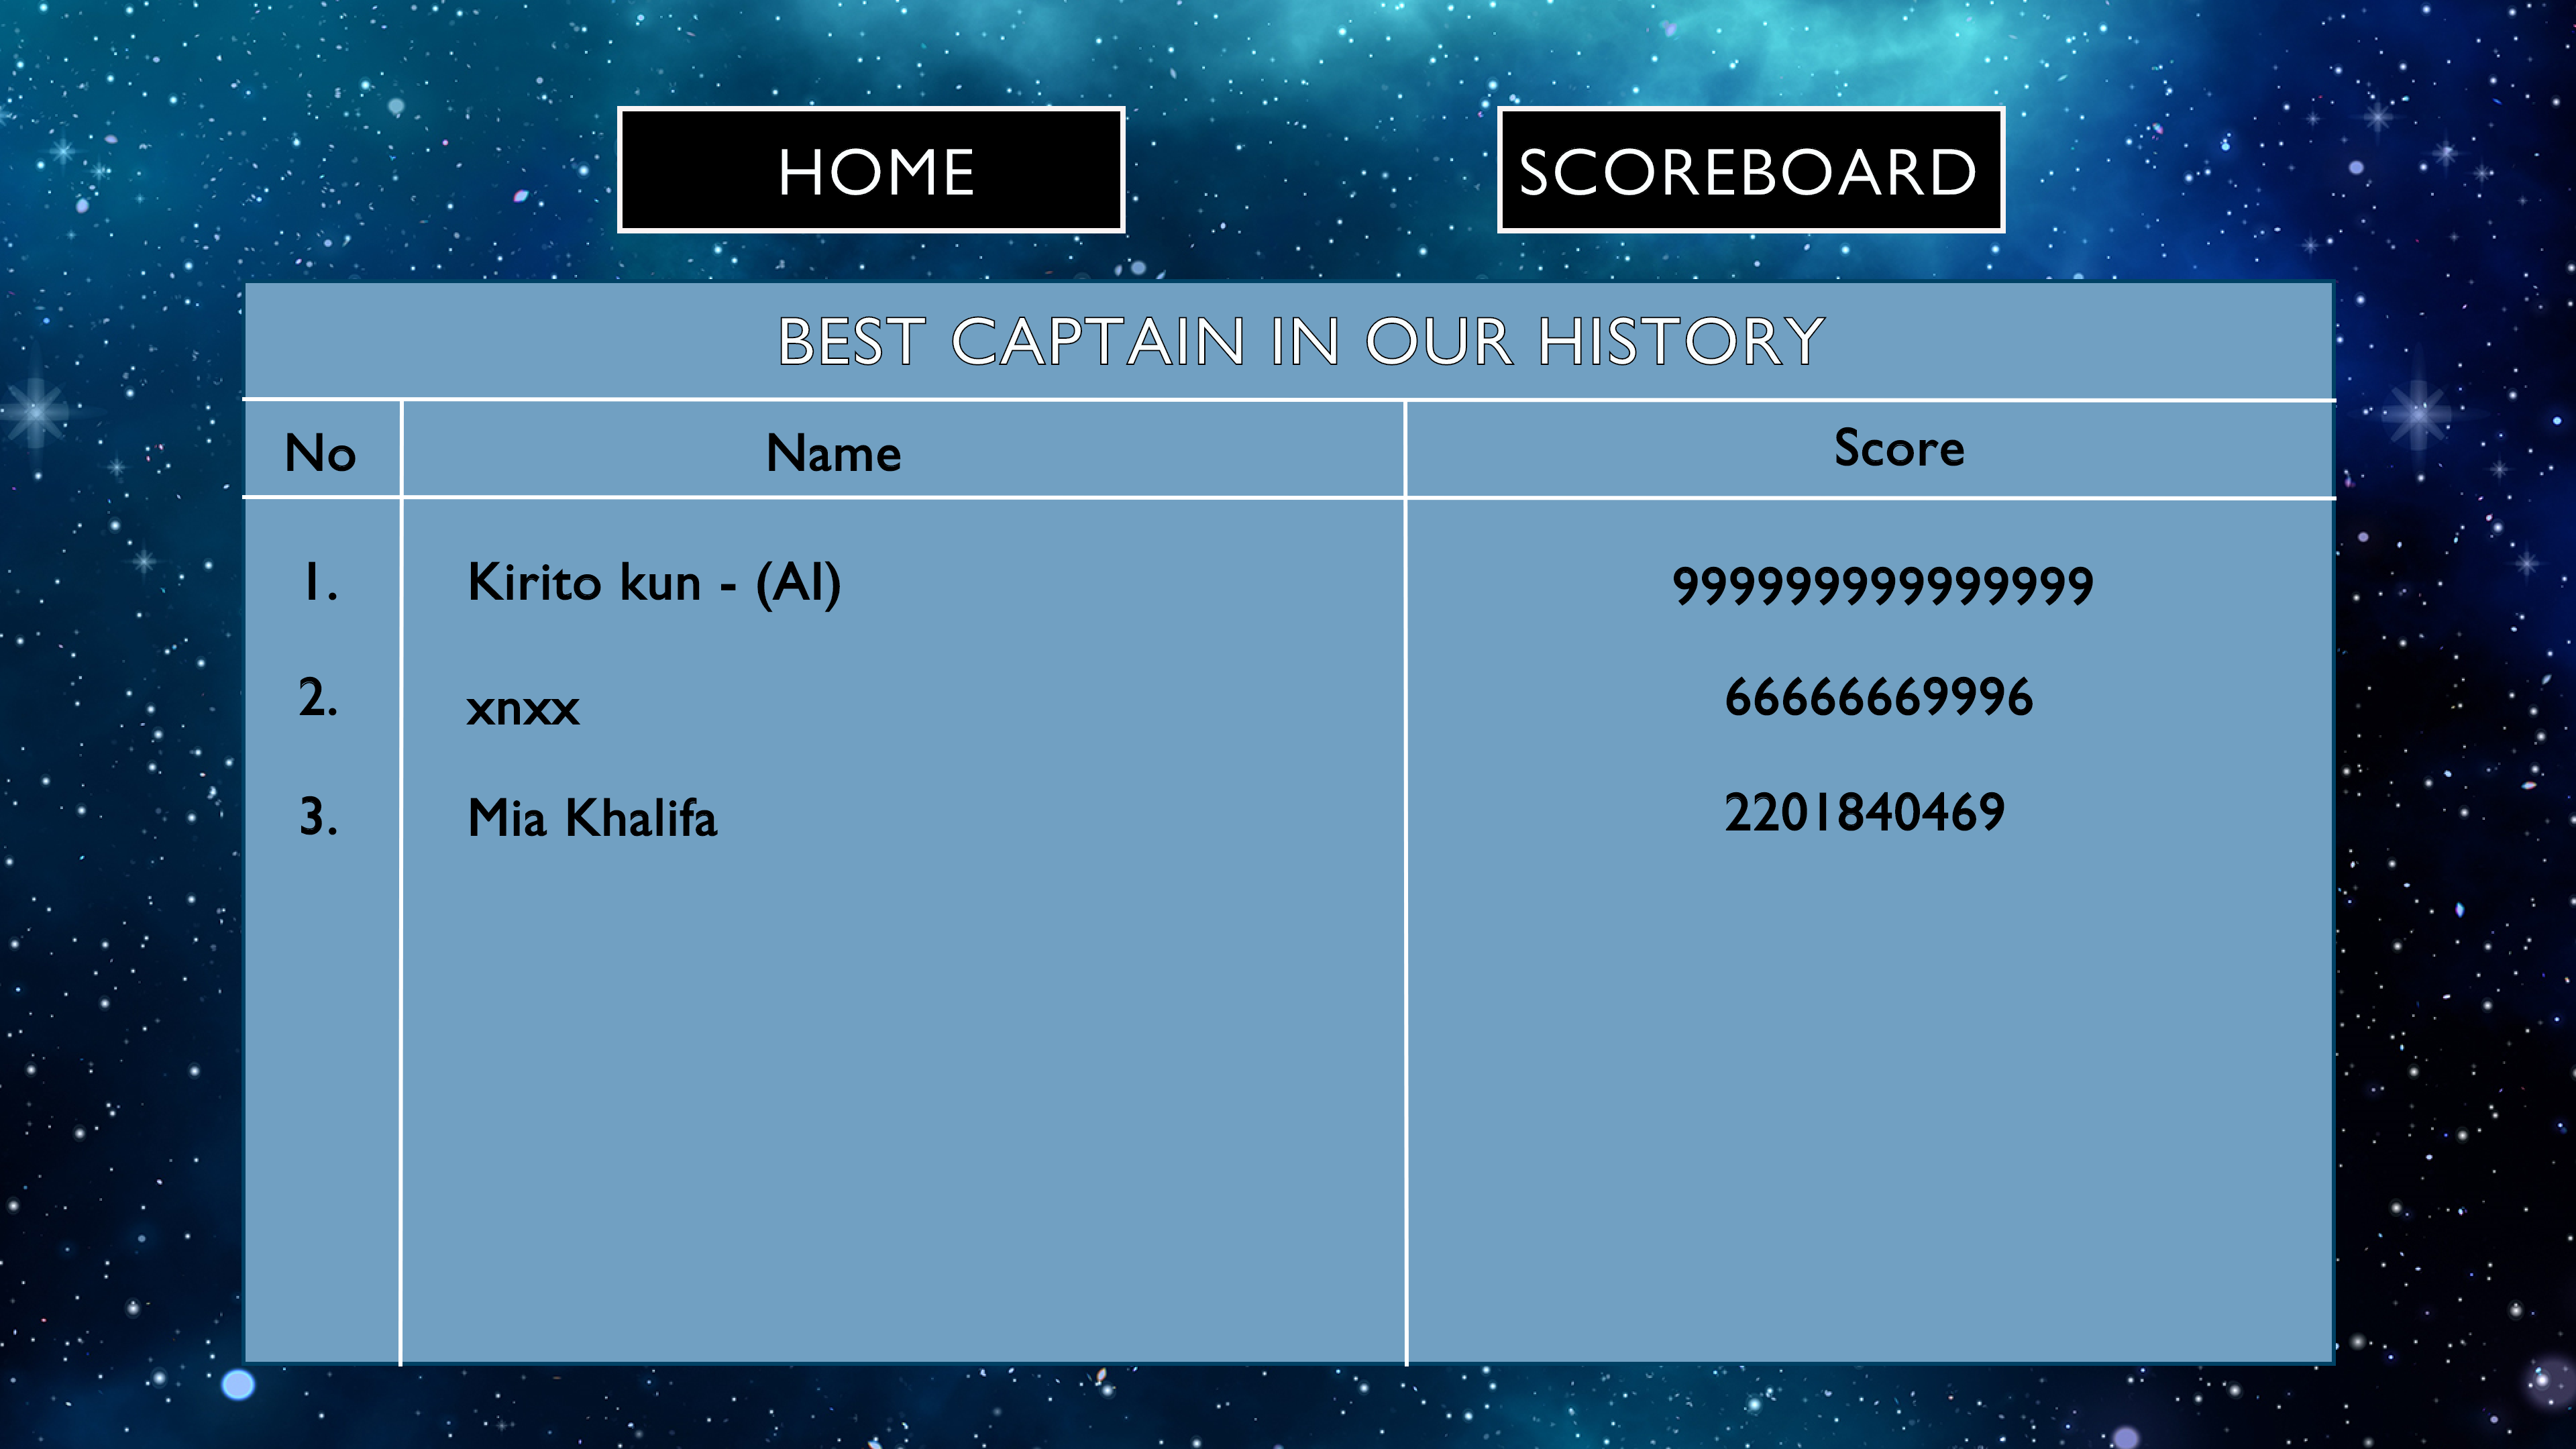 HOME
SCOREBOARD
BEST CAPTAIN IN OUR HISTORY
No Name Score
1. Kirito kun - (AI) 999999999999999
2. xnxx 66666669996
3. Mia Khalifa 2201840469